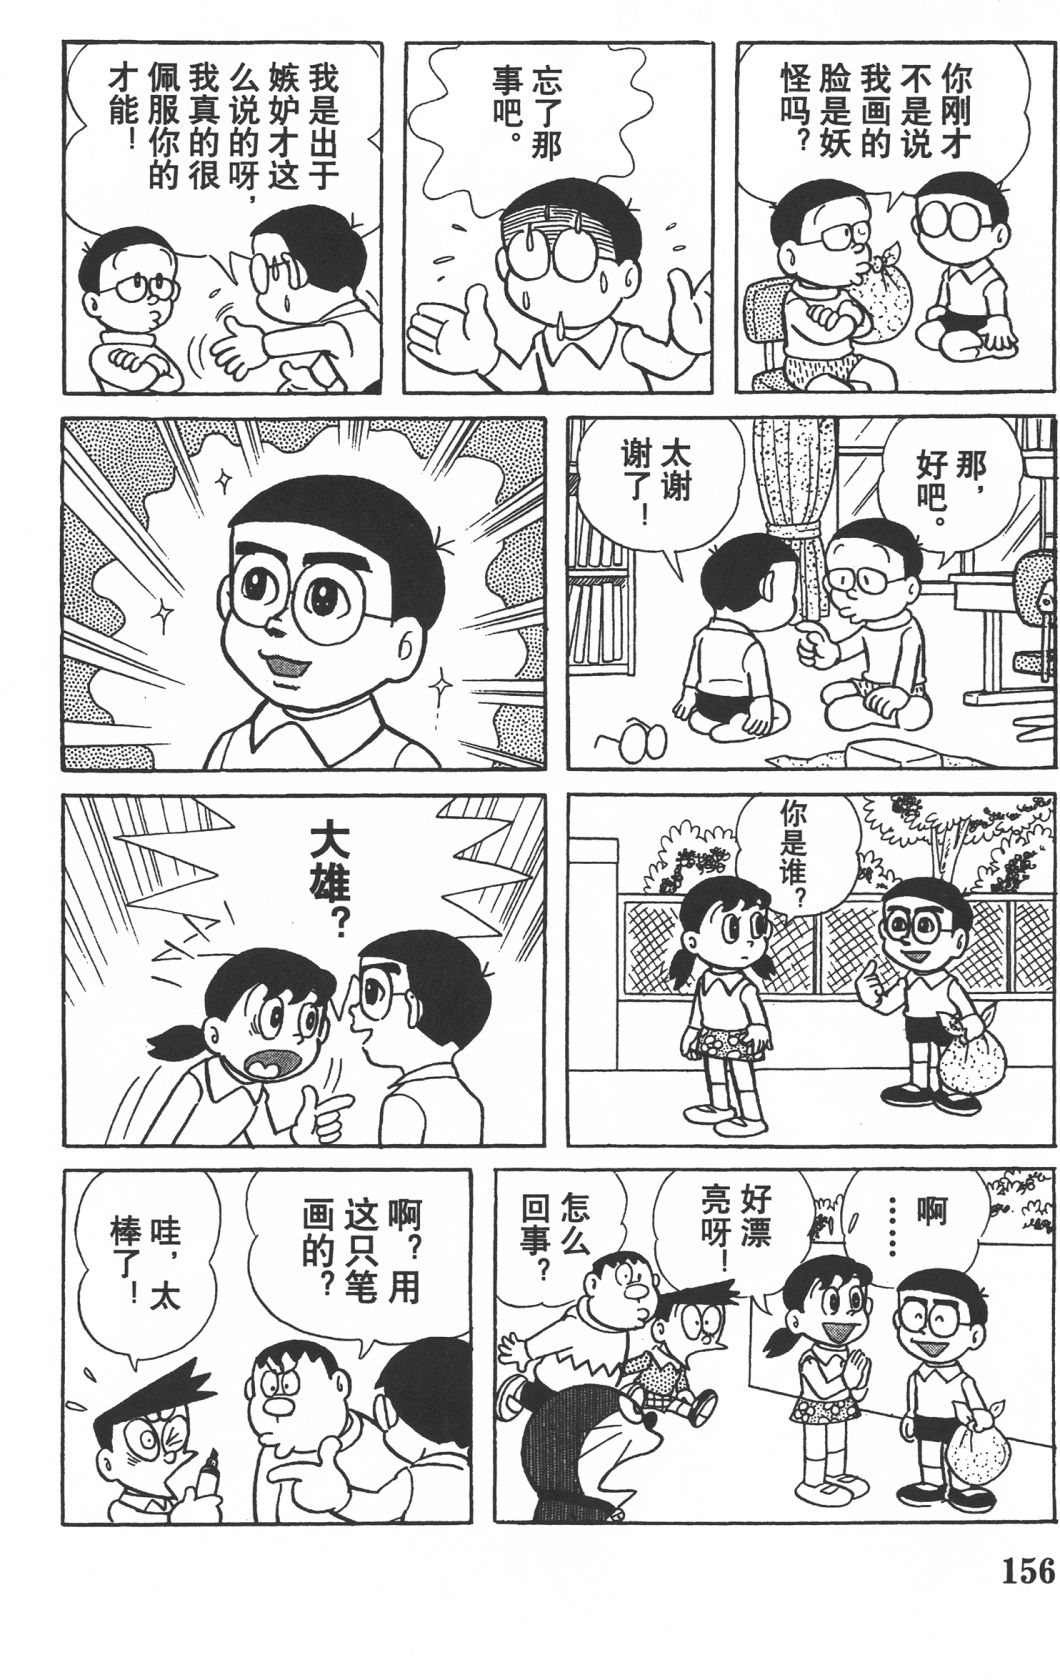 你刚才
不是说
我画的
脸是妖
怪吗？
忘了那
事吧。
我是出于
嫉妒才这
么说的呀，
我真的很
佩服你的
才能！
那，
好吧。
太谢
谢了！
你是谁？
大雄？
啊
……
好漂
亮呀！
怎么
回事？
啊？用
这只笔
画的？
哇，太
棒了！
156